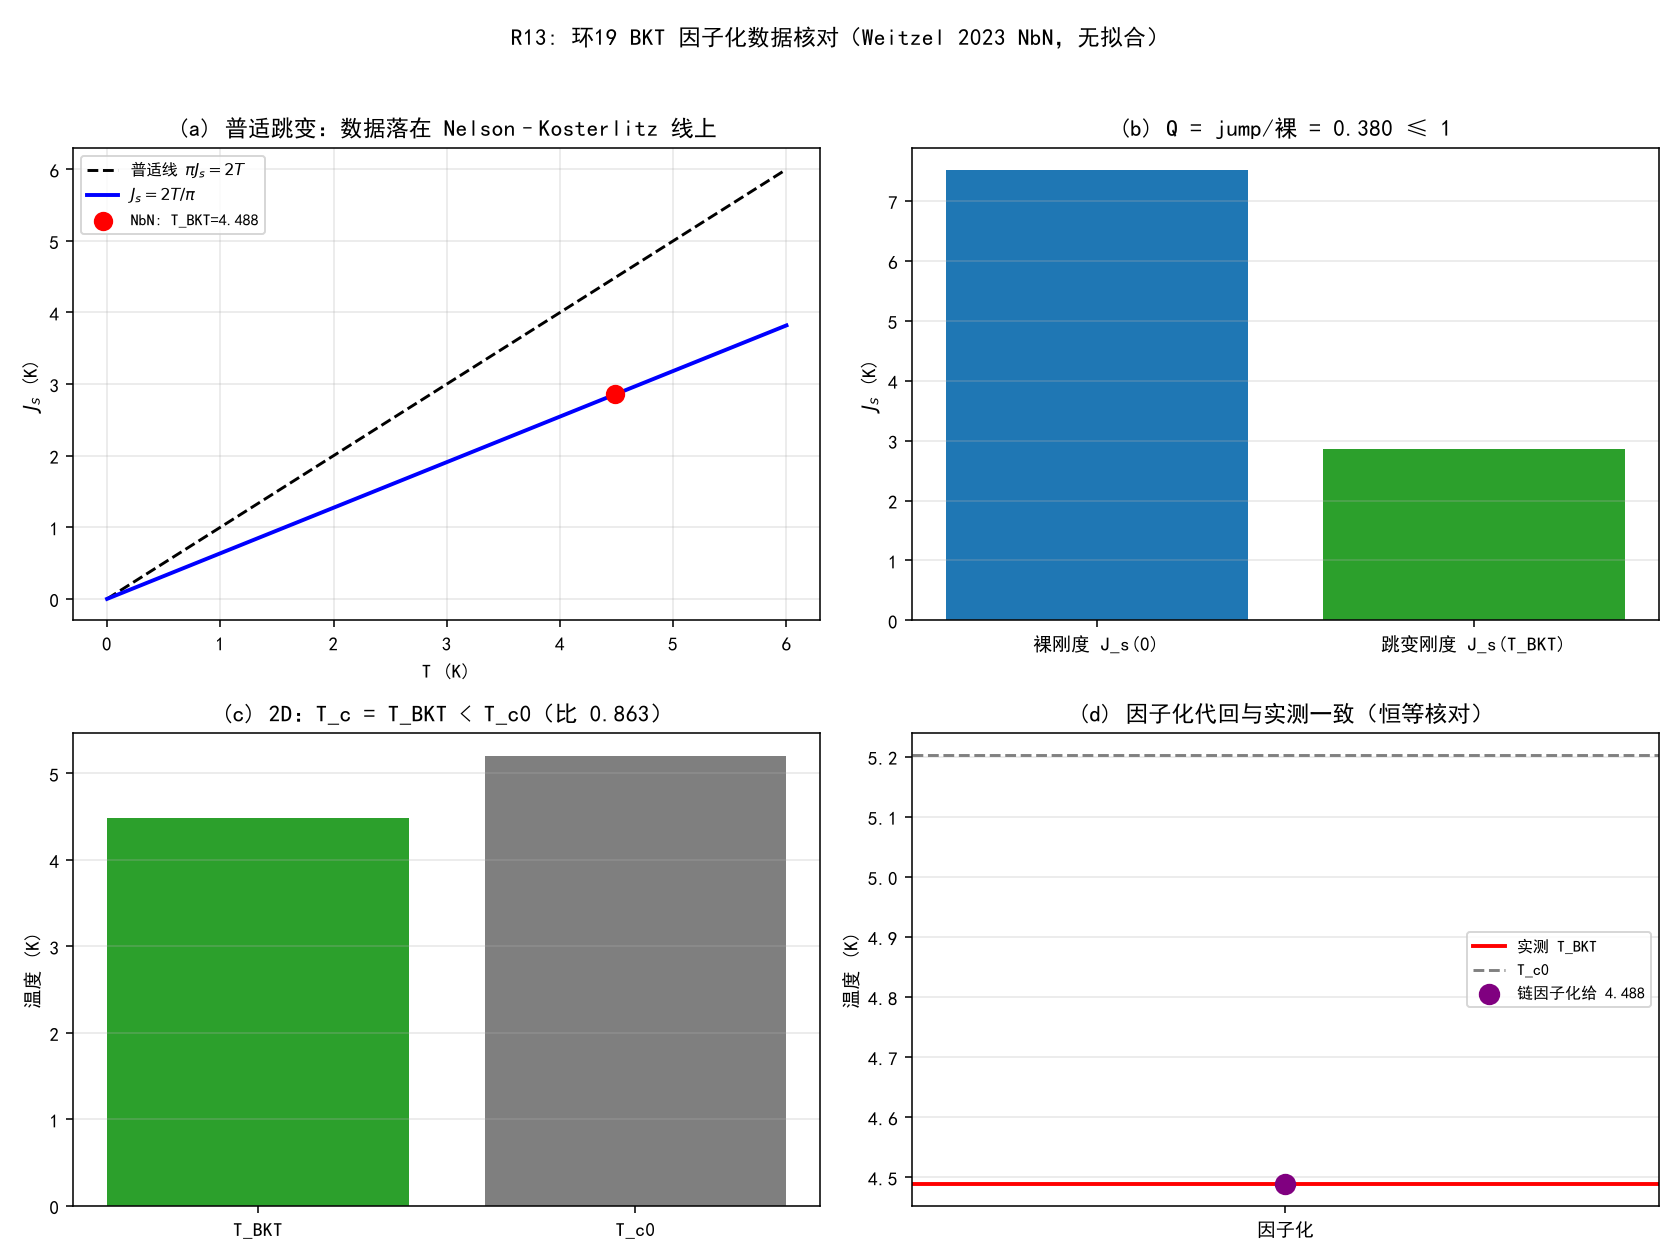 R13: 环19 BKT 因子化数据核对（Weitzel 2023 NbN，无拟合）
(a) 普适跳变：数据落在 Nelson–Kosterlitz 线上
普适线 πJₛ = 2T
Jₛ = 2T/π
NbN: T_BKT=4.488
6
5
4
3
2
1
0
Jₛ (K)
0 1 2 3 4 5 6
T (K)
(b) Q = jump/裸 = 0.380 ≤ 1
7
6
5
4
3
2
1
0
Jₛ (K)
裸刚度 J_s(0) 跳变刚度 J_s(T_BKT)
(c) 2D：T_c = T_BKT < T_c0（比 0.863）
5
4
3
2
1
0
温度 (K)
T_BKT T_c0
(d) 因子化代回与实测一致（恒等核对）
5.2
5.1
5.0
4.9
4.8
4.7
4.6
4.5
温度 (K)
实测 T_BKT
T_c0
链因子化给 4.488
因子化